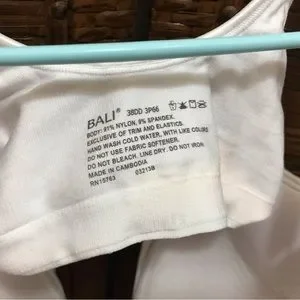 BALI® 38DD 3P66
BODY: 91% NYLON, 9% SPANDEX.
EXCLUSIVE OF TRIM AND ELASTICS.
HAND WASH COLD WATER, WITH LIKE COLORS
DO NOT USE FABRIC SOFTENER.
DO NOT BLEACH. LINE DRY. DO NOT IRON.
MADE IN CAMBODIA
RN15763 03213B